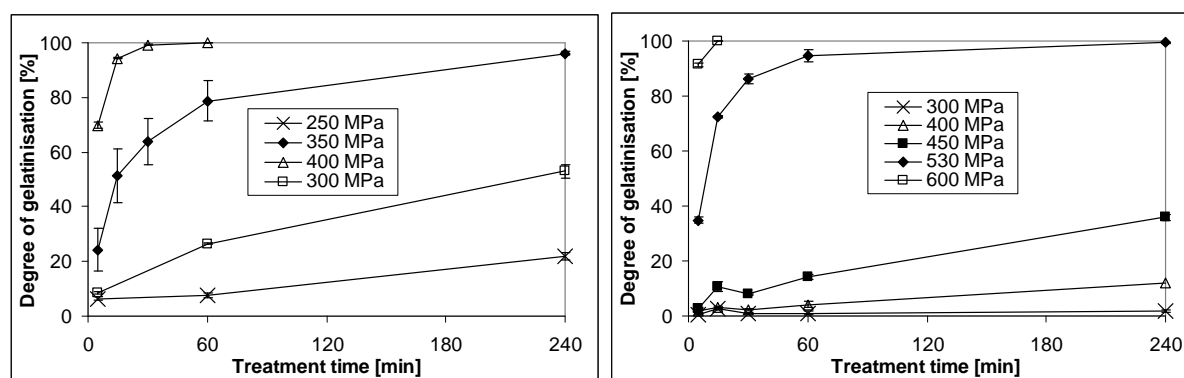 100
80
60
40
20
0
Degree of gelatinisation [%]
250 MPa
350 MPa
400 MPa
300 MPa
0 60 120 180 240
Treatment time [min]
100
80
60
40
20
0
Degree of gelatinisation [%]
300 MPa
400 MPa
450 MPa
530 MPa
600 MPa
0 60 120 180 240
Treatment time [min]